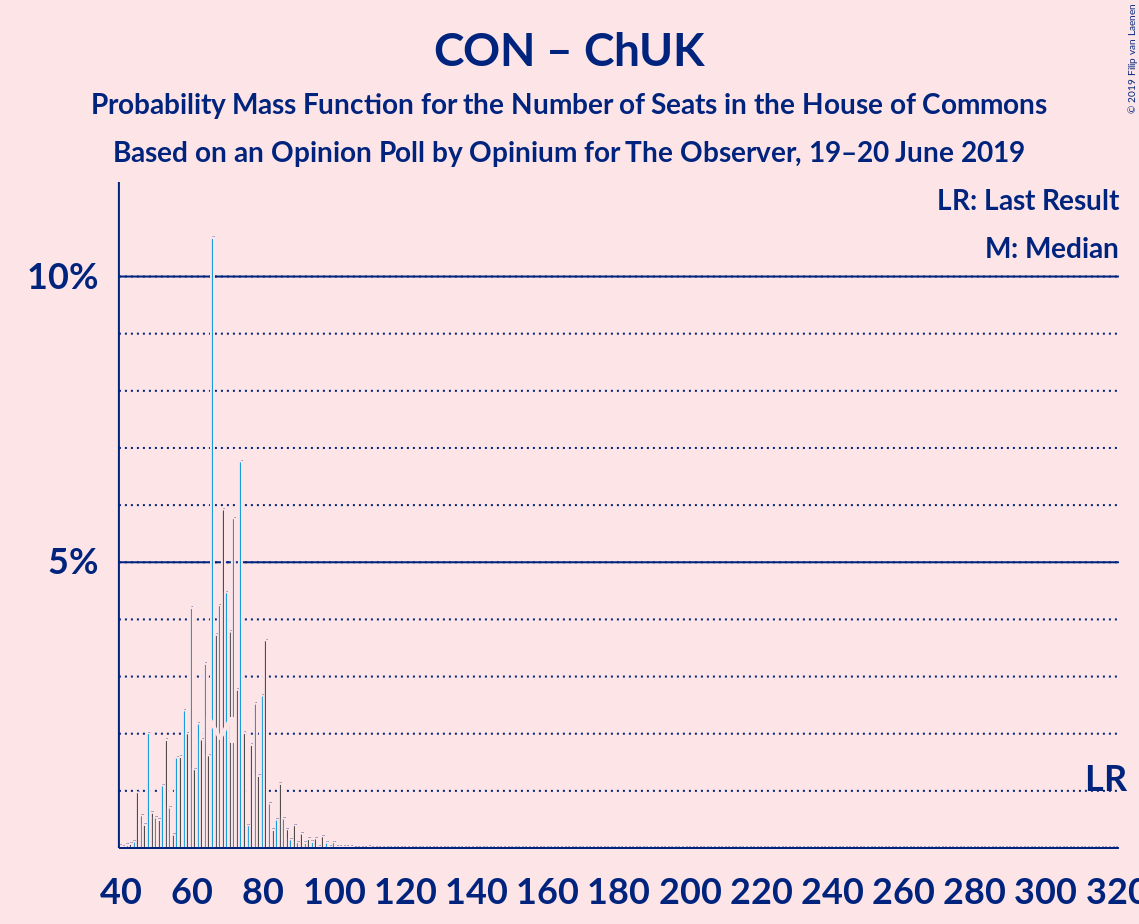 CON – ChUK
Probability Mass Function for the Number of Seats in the House of Commons
Based on an Opinion Poll by Opinium for The Observer, 19–20 June 2019
© 2019 Filip van Laenen
LR: Last Result
M: Median
10%
5%
M
LR
40 60 80 100 120 140 160 180 200 220 240 260 280 300 320